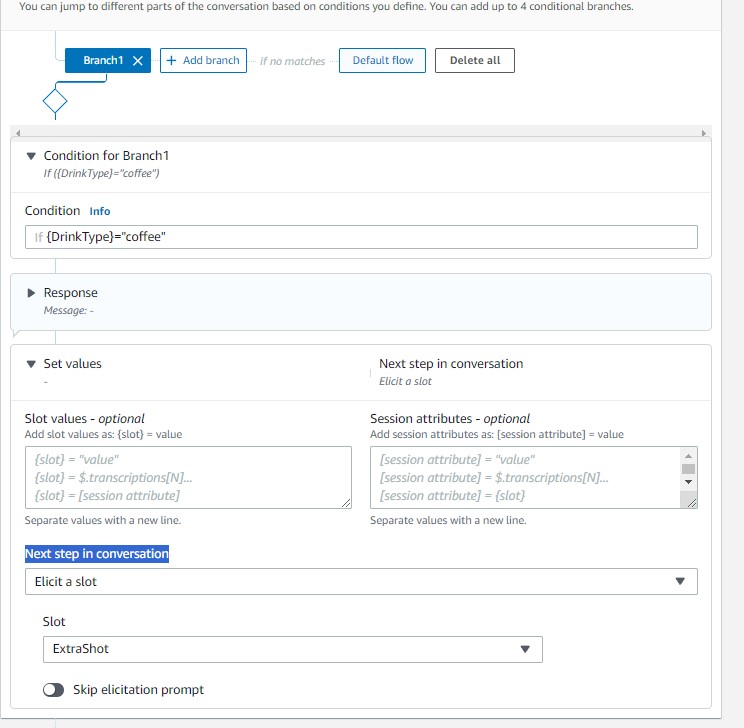 You can jump to different parts of the conversation based on conditions you define. You can add up to 4 conditional branches.
Branch1 + Add branch if no matches Default flow Delete all
Condition for Branch1
If ({DrinkType}="coffee")
Condition Info
If {DrinkType}="coffee"
Response
Message: -
Set values Next step in conversation
- Elicit a slot
Slot values - optional Session attributes - optional
Add slot values as: {slot} = value Add session attributes as: [session attribute] = value
{slot} = "value" [session attribute] = "value"
{slot} = $.transcriptions[N]... [session attribute] = $.transcriptions[N]...
{slot} = [session attribute] [session attribute] = {slot}
Separate values with a new line. Separate values with a new line.
Next step in conversation
Elicit a slot
Slot
ExtraShot
Skip elicitation prompt